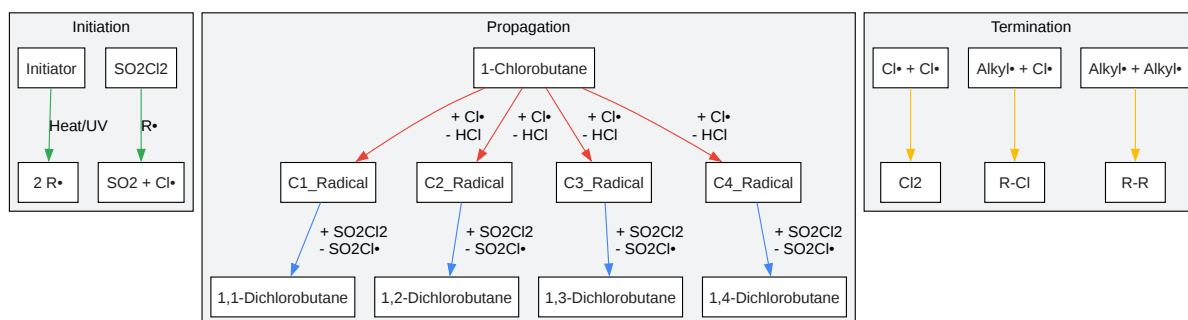 Initiation
Initiator
SO2Cl2
Heat/UV
R•
2 R•
SO2 + Cl•
Propagation
1-Chlorobutane
+ Cl•
- HCl
+ Cl•
- HCl
+ Cl•
- HCl
+ Cl•
- HCl
C1_Radical
C2_Radical
C3_Radical
C4_Radical
+ SO2Cl2
- SO2Cl•
+ SO2Cl2
- SO2Cl•
+ SO2Cl2
- SO2Cl•
+ SO2Cl2
- SO2Cl•
1,1-Dichlorobutane
1,2-Dichlorobutane
1,3-Dichlorobutane
1,4-Dichlorobutane
Termination
Cl• + Cl•
Alkyl• + Cl•
Alkyl• + Alkyl•
Cl2
R-Cl
R-R